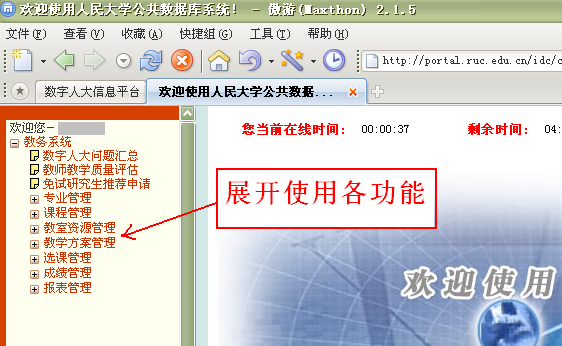 欢迎使用人民大学公共数据库系统！ - 傲游(Maxthon) 2.1.5
文件(F) 查看(V) 收藏(A) 快捷组(G) 工具(T) 帮助(H)
http://portal.ruc.edu.cn/idc/c
数字人大信息平台 欢迎使用人民大学公共数据...
您当前在线时间： 00:00:37 剩余时间： 04:
欢迎您-
教务系统
数字人大问题汇总
教师教学质量评估
免试研究生推荐申请
专业管理
课程管理
教室资源管理
教学方案管理
选课管理
成绩管理
报表管理
展开使用各功能
欢迎使用